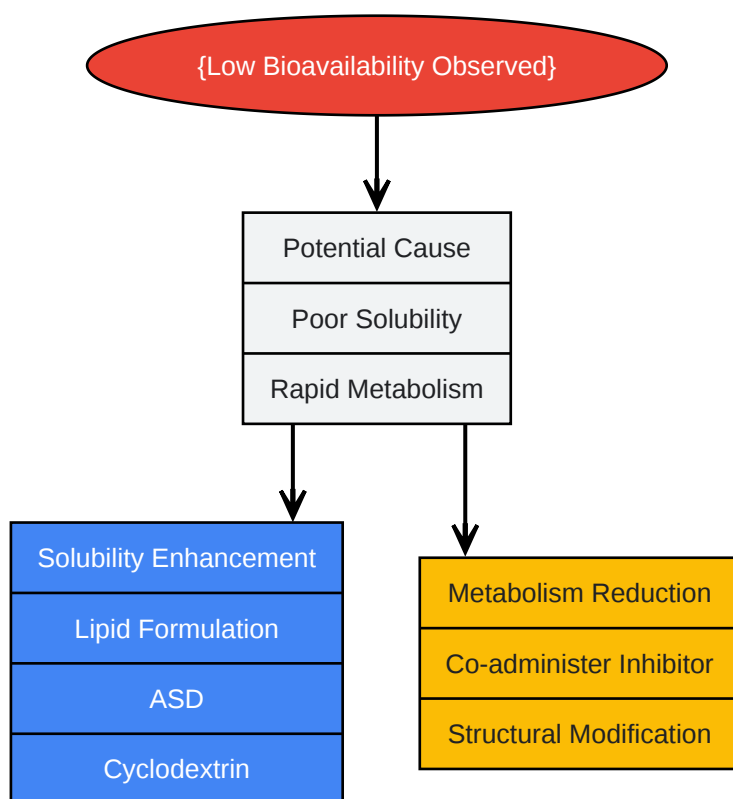 {Low Bioavailability Observed}
Potential Cause
Poor Solubility
Rapid Metabolism
Solubility Enhancement
Lipid Formulation
ASD
Cyclodextrin
Metabolism Reduction
Co-administer Inhibitor
Structural Modification